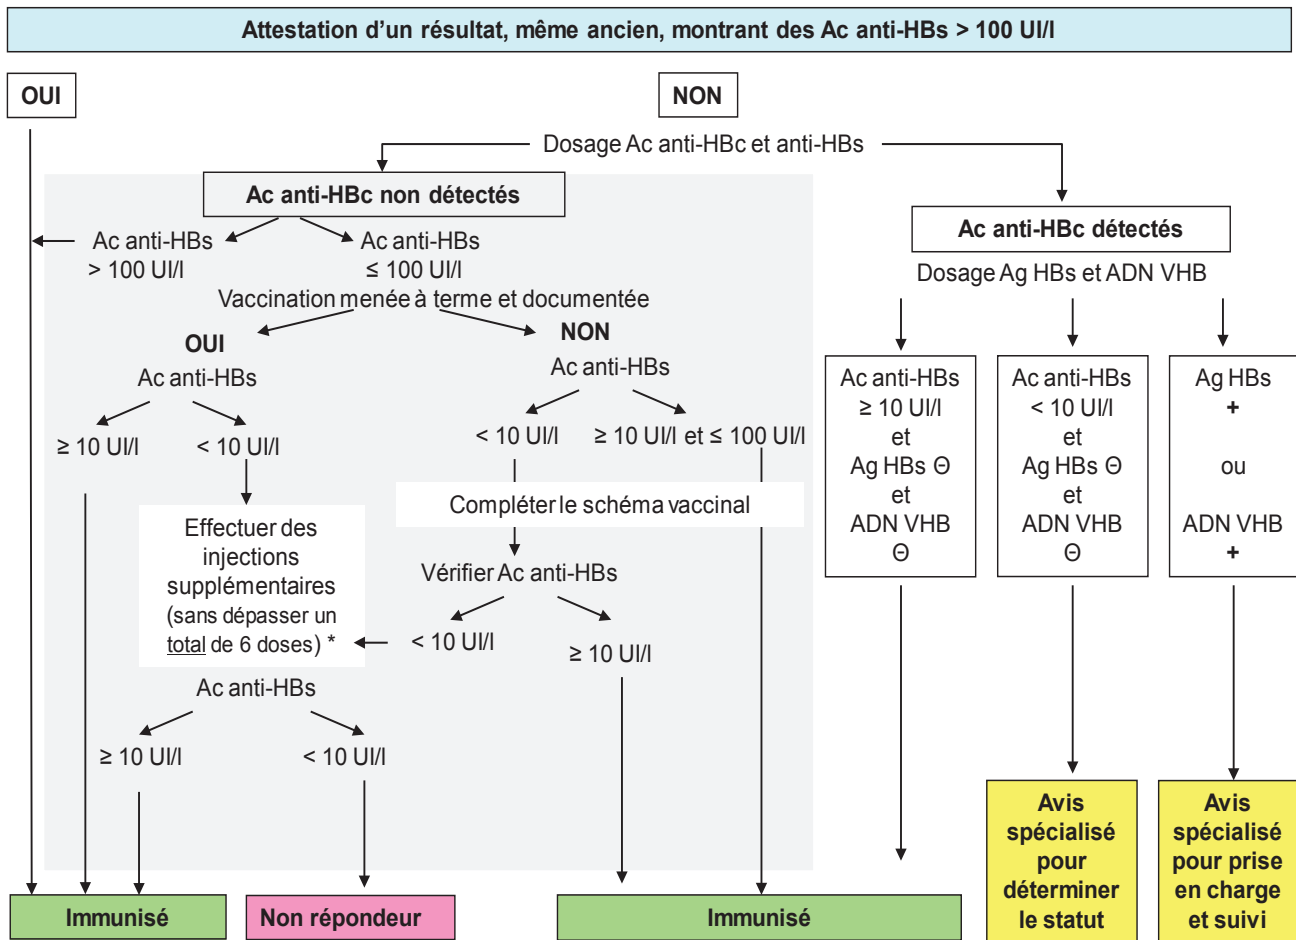 Attestation d’un résultat, même ancien, montrant des Ac anti-HBs > 100 UI/l
OUI
NON
Dosage Ac anti-HBc et anti-HBs
Ac anti-HBc non détectés
Ac anti-HBs
> 100 UI/l
Ac anti-HBs
≤ 100 UI/l
Vaccination menée à terme et documentée
OUI
Ac anti-HBs
≥ 10 UI/l
< 10 UI/l
NON
Ac anti-HBs
< 10 UI/l
≥ 10 UI/l et ≤ 100 UI/l
Effectuer des
injections
supplémentaires
(sans dépasser un
total de 6 doses) *
Compléter le schéma vaccinal
Vérifier Ac anti-HBs
< 10 UI/l
≥ 10 UI/l
Ac anti-HBs
≥ 10 UI/l
< 10 UI/l
Ac anti-HBc détectés
Dosage Ag HBs et ADN VHB
Ac anti-HBs
≥ 10 UI/l
et
Ag HBs Θ
et
ADN VHB
Θ
Ac anti-HBs
< 10 UI/l
et
Ag HBs Θ
et
ADN VHB
Θ
Ag HBs
+
ou
ADN VHB
+
Immunisé
Non répondeur
Immunisé
Avis
spécialisé
pour
déterminer
le statut
Avis
spécialisé
pour prise
en charge
et suivi